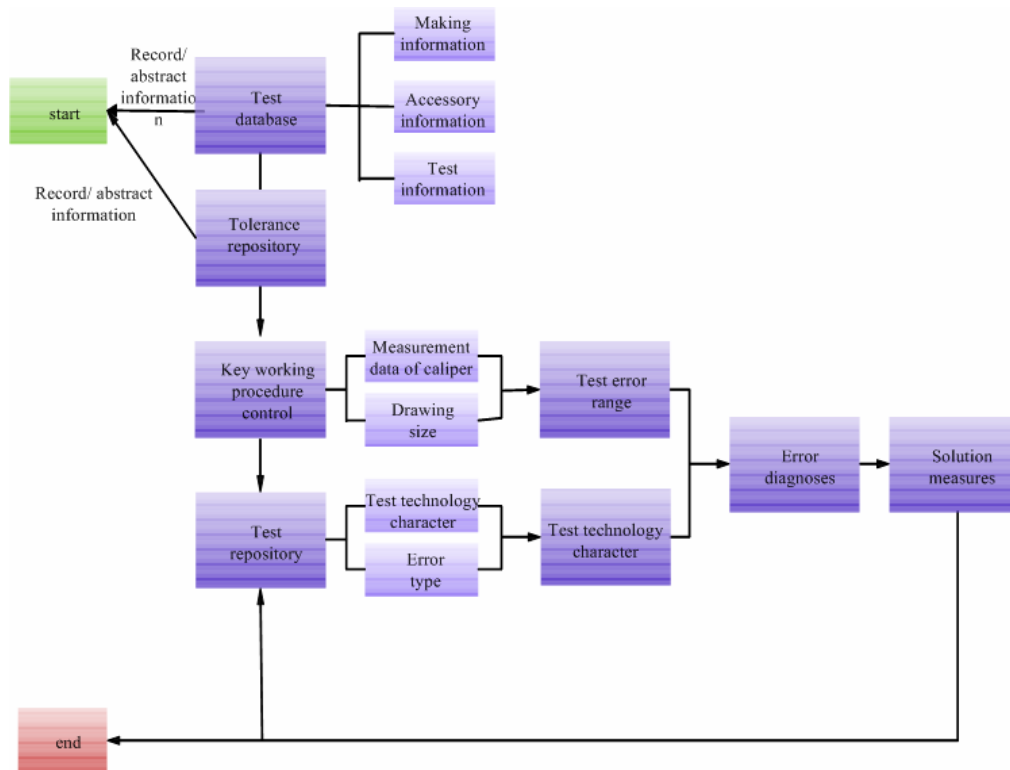 Making
information
Record/
abstract
informatio
n
Test
database
start
Accessory
information
Test
information
Record/ abstract
information
Tolerance
repository
Key working
procedure
control
Measurement
data of caliper
Drawing
size
Test error
range
Error
diagnoses
Solution
measures
Test
repository
Test technology
character
Error
type
Test technology
character
end